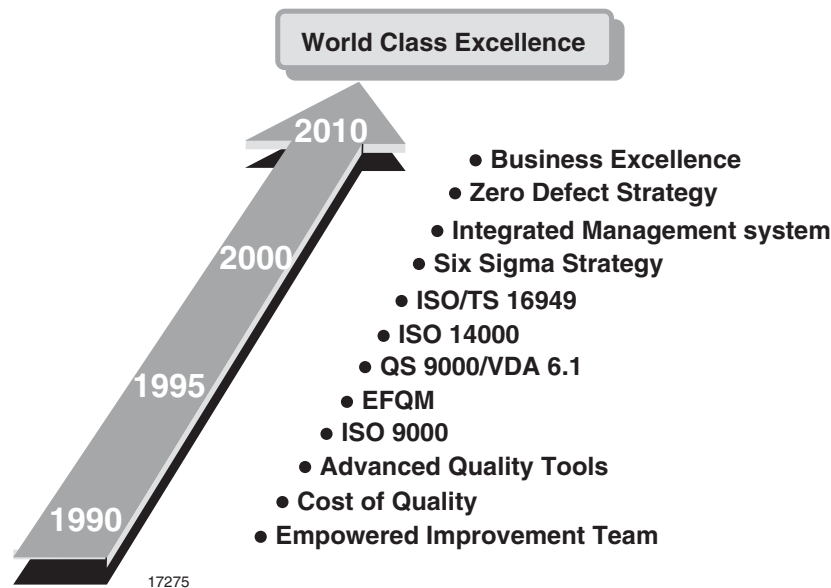 World Class Excellence
2010
• Business Excellence
• Zero Defect Strategy
• Integrated Management system
2000
• Six Sigma Strategy
• ISO/TS 16949
• ISO 14000
• QS 9000/VDA 6.1
1995
• EFQM
• ISO 9000
• Advanced Quality Tools
• Cost of Quality
1990
• Empowered Improvement Team
17275